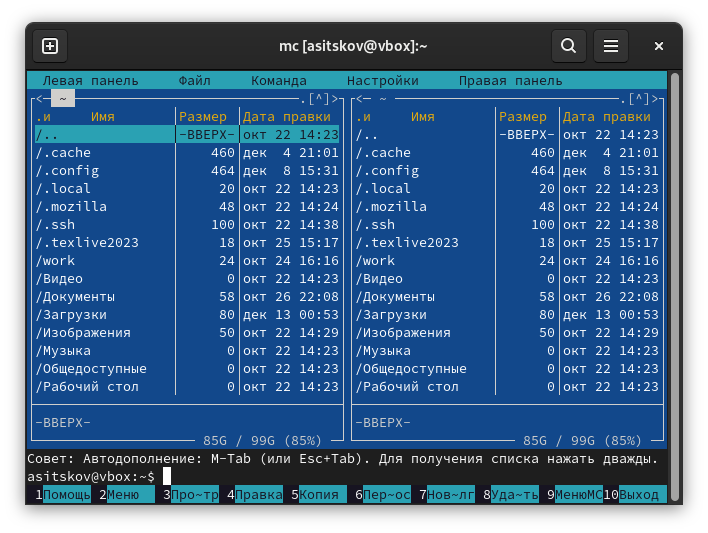 mc [asitskov@vbox]:~
Левая панель Файл Команда Настройки Правая панель
<- ~ .[^]> <- ~ .[^]>
.и Имя Размер Дата правки .и Имя Размер Дата правки
/.. -ВВЕРХ- окт 22 14:23 /.. -ВВЕРХ- окт 22 14:23
/.cache 460 дек 4 21:01 /.cache 460 дек 4 21:01
/.config 464 дек 8 15:31 /.config 464 дек 8 15:31
/.local 20 окт 22 14:23 /.local 20 окт 22 14:23
/.mozilla 48 окт 22 14:24 /.mozilla 48 окт 22 14:24
/.ssh 100 окт 22 14:38 /.ssh 100 окт 22 14:38
/.texlive2023 18 окт 25 15:17 /.texlive2023 18 окт 25 15:17
/work 24 окт 24 16:16 /work 24 окт 24 16:16
/Видео 0 окт 22 14:23 /Видео 0 окт 22 14:23
/Документы 58 окт 26 22:08 /Документы 58 окт 26 22:08
/Загрузки 80 дек 13 00:53 /Загрузки 80 дек 13 00:53
/Изображения 50 окт 22 14:29 /Изображения 50 окт 22 14:29
/Музыка 0 окт 22 14:23 /Музыка 0 окт 22 14:23
/Общедоступные 0 окт 22 14:23 /Общедоступные 0 окт 22 14:23
/Рабочий стол 0 окт 22 14:23 /Рабочий стол 0 окт 22 14:23
-ВВЕРХ- -ВВЕРХ-
85G / 99G (85%) 85G / 99G (85%)
Совет: Автодополнение: M-Tab (или Esc+Tab). Для получения списка нажать дважды.
asitskov@vbox:~$
1Помощь 2Меню 3Про~тр 4Правка 5Копия 6Пер~ос 7Нов~лг 8Уда~ть 9МенюMC 10Выход